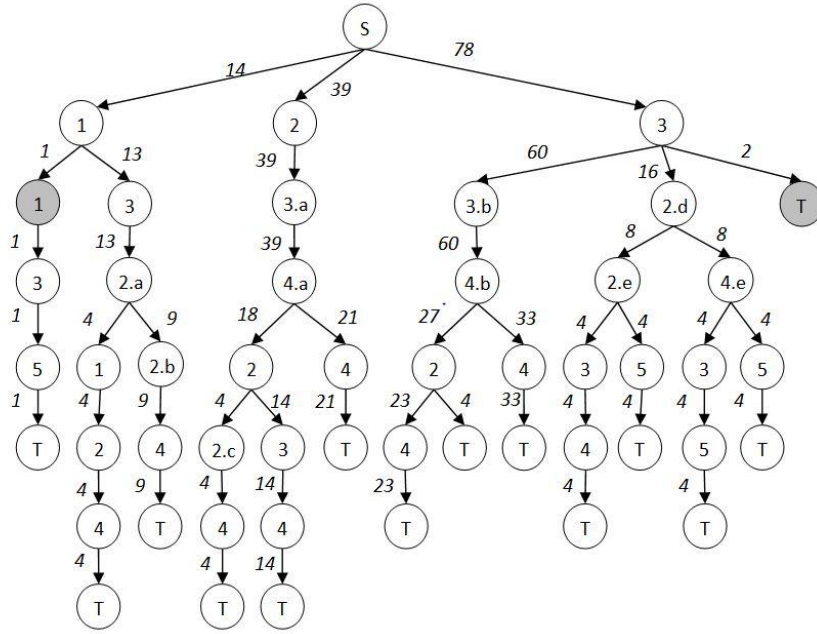 S
14 39 78
1 2 3
1 13 39 60 16 2
1 3 3.a 3.b 2.d T
1 13 39 60 8 8
3 2.a 4.a 4.b 2.e 4.e
1 4 9 18 21 27 33 4 4 4 4
5 1 2.b 2 4 2 4 3 5 3 5
1 4 9 4 14 21 23 4 33 4 4 4 4
T 2 4 2.c 3 T 4 T T 4 T 5 T
4 9 4 14 23 4 4
4 T 4 4 T T T
4 4 14
T T T